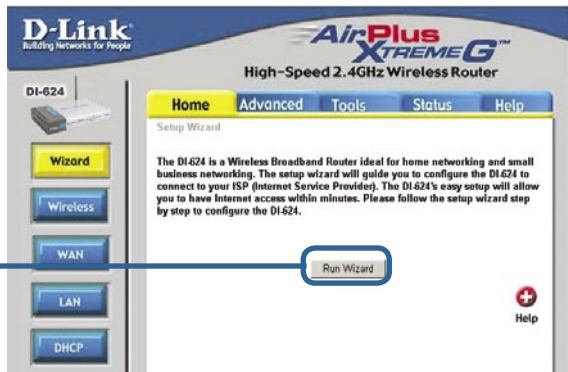 D-Link
Building Networks for People
AirPlus
XTREME G™
High-Speed 2.4GHz Wireless Router
DI-624
Home Advanced Tools Status Help
Setup Wizard
Wizard
Wireless
WAN
LAN
DHCP
The DI-624 is a Wireless Broadband Router ideal for home networking and small
business networking. The setup wizard will guide you to configure the DI-624 to
connect to your ISP (Internet Service Provider). The DI-624's easy setup will allow
you to have Internet access within minutes. Please follow the setup wizard step
by step to configure the DI-624.
Run Wizard
Help